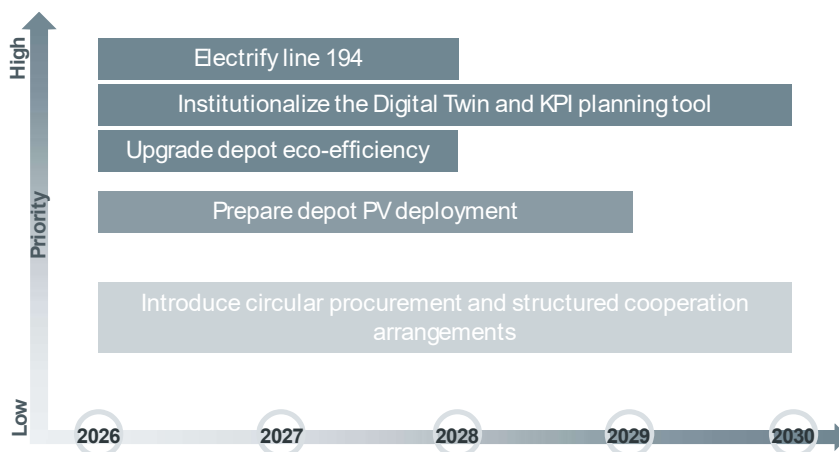 High
Electrify line 194
Institutionalize the Digital Twin and KPI planning tool
Upgrade depot eco-efficiency
Priority
Prepare depot PV deployment
Introduce circular procurement and structured cooperation
arrangements
Low
2026
2027
2028
2029
2030